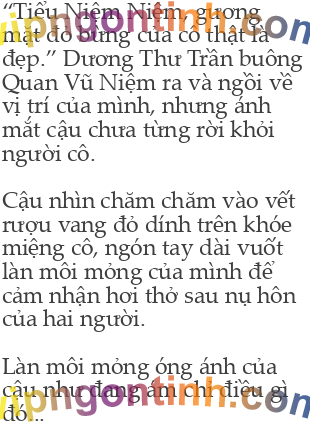 “Tiểu Niệm Niệm, gương
mặt đỏ bừng của cô thật là
đẹp.” Dương Thư Trần buông
Quan Vũ Niệm ra và ngồi về
vị trí của mình, nhưng ánh
mắt cậu chưa từng rời khỏi
người cô.
Cậu nhìn chăm chăm vào vết
rượu vang đỏ dính trên khóe
miệng cô, ngón tay dài vuốt
làn môi mỏng của mình để
cảm nhận hơi thở sau nụ hôn
của hai người.
Làn môi mỏng óng ánh của
cậu như đang ám chỉ điều gì
đó...
vipngontinh.com
vipngontinh.com